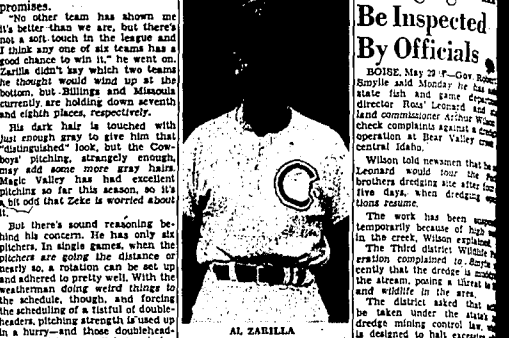 promises.
"No other team has shown me
it's better than we are, but there's
not a soft touch in the league and
I think any one of six teams has a
good chance to win it," he went on.
Zarilla didn't say which two teams
he thought would wind up at the
bottom, but Billings and Missoula
currently are holding down seventh
and eighth places, respectively.
His dark hair is touched with
just enough gray to give him that
"distinguished" look, but the Cow-
boys' pitching, strangely enough,
may add some more gray hairs.
Magic Valley has had excellent
pitching so far this season, so it's
a bit odd that Zeke is worried about
it.
But there's sound reasoning be-
hind his concern. He has only six
pitchers. In single games, when the
pitchers are going the distance or
nearly so, a rotation can be set up
and adhered to pretty well. With the
weatherman doing weird things to
the schedule, though, and forcing
the scheduling of a fistful of double-
headers, pitching strength is used up
in a hurry—and those doublehead-
C
AL ZARILLA
Be Inspected
By Officials
BOISE, May 29 —Gov. Robert
Smylie said Monday he has
state fish and game
director Ross Leonard and
land commissioner Arthur Wilson
check complaints against a dredge
operation at Bear Valley
central Idaho.
Wilson told newsmen that he
Leonard would tour the
brothers dredging site after
five days, when dredging
tions resume.
The work has been
temporarily because of high
in the creek, Wilson explained.
The Third district Wildlife
eration complained to Smylie
cently that the dredge is
the stream, posing a threat to
and wildlife in the area.
The district asked that
be taken under the state's
dredge mining control law,
is designed to halt